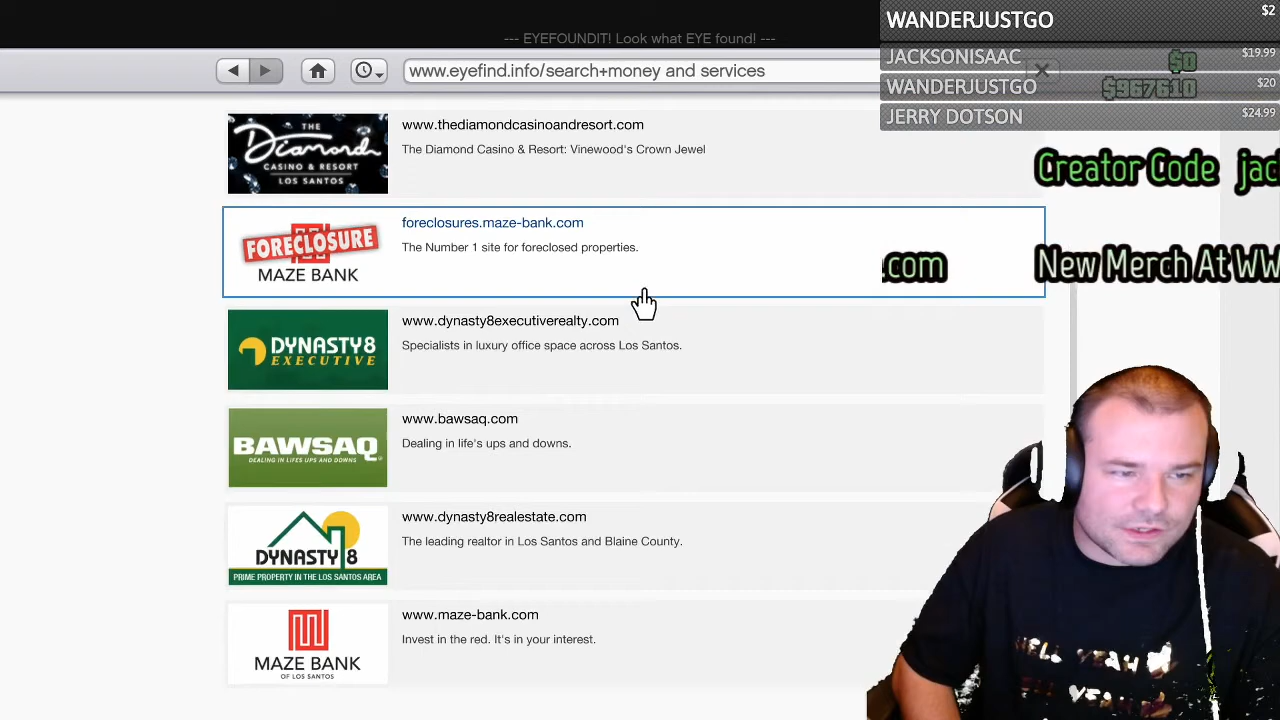 --- EYEFOUNDIT! Look what EYE found! ---
WANDERJUSTGO $2
JACKSONISAAC $19.99
WANDERJUSTGO $20
JERRY DOTSON $24.99
$0
$967610
www.eyefind.info/search+money and services
Creator Code jac
.com New Merch At WW
THE
Diamond
CASINO & RESORT
LOS SANTOS
www.thediamondcasinoandresort.com
The Diamond Casino & Resort: Vinewood's Crown Jewel
FORECLOSURE
MAZE BANK
foreclosures.maze-bank.com
The Number 1 site for foreclosed properties.
DYNASTY 8
EXECUTIVE
www.dynasty8executiverealty.com
Specialists in luxury office space across Los Santos.
BAWSAQ
DEALING IN LIFE'S UPS AND DOWNS
www.bawsaq.com
Dealing in life's ups and downs.
DYNASTY 8
PRIME PROPERTY IN THE LOS SANTOS AREA
www.dynasty8realestate.com
The leading realtor in Los Santos and Blaine County.
MAZE BANK
OF LOS SANTOS
www.maze-bank.com
Invest in the red. It's in your interest.
YEAH